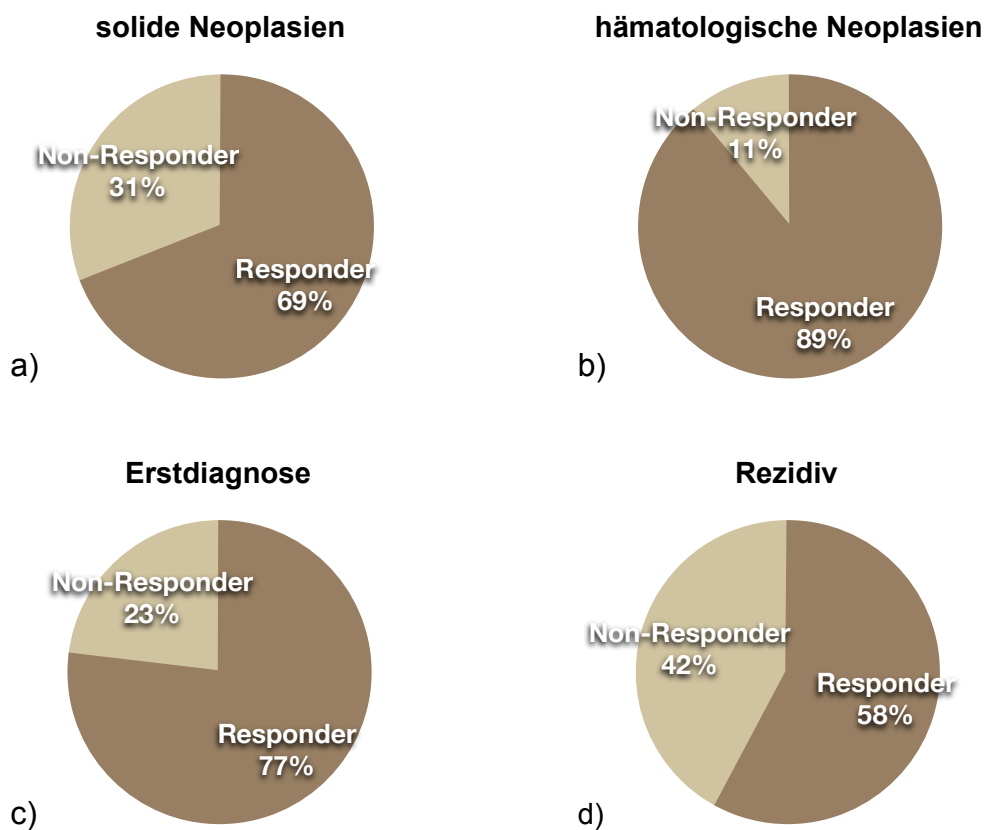 solide Neoplasien
Non-Responder
31%
Responder
69%
a)
hämatologische Neoplasien
Non-Responder
11%
Responder
89%
b)
Erstdiagnose
Non-Responder
23%
Responder
77%
c)
Rezidiv
Non-Responder
42%
Responder
58%
d)